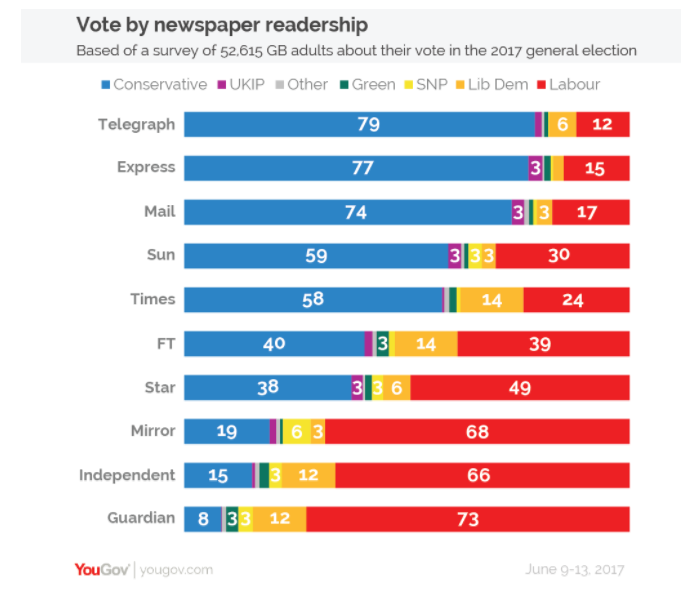 Vote by newspaper readership
Based of a survey of 52,615 GB adults about their vote in the 2017 general election
Conservative UKIP Other Green SNP Lib Dem Labour
Telegraph 79 6 12
Express 77 3 15
Mail 74 3 3 17
Sun 59 3 3 3 30
Times 58 14 24
FT 40 3 14 39
Star 38 3 3 6 49
Mirror 19 6 3 68
Independent 15 3 12 66
Guardian 8 3 3 12 73
YouGov yougov.com June 9-13, 2017